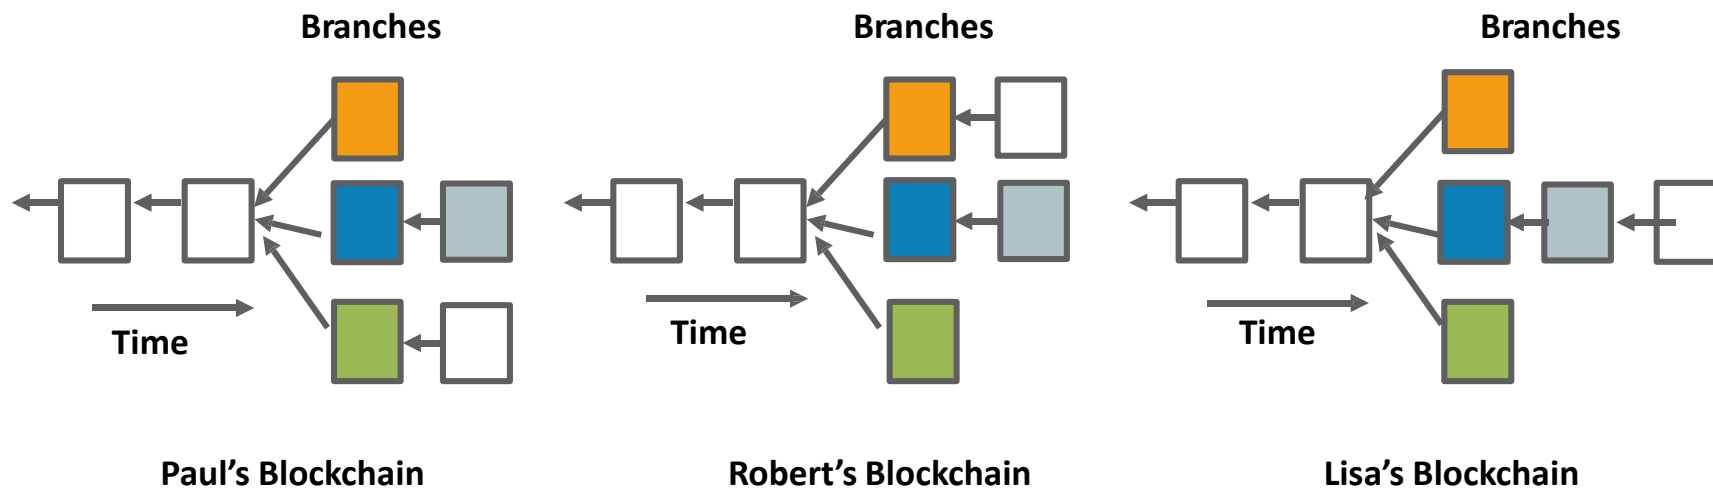 Branches
Branches
Branches
Time
Time
Time
Paul’s Blockchain
Robert’s Blockchain
Lisa’s Blockchain